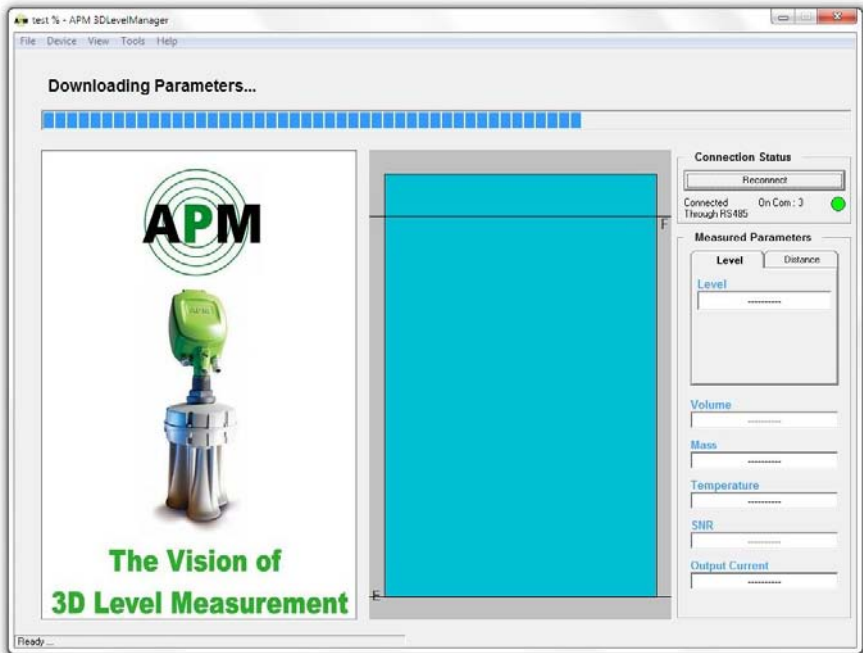 test % - APM 3DLevelManager
File Device View Tools Help
Downloading Parameters...
APM
APM
The Vision of
3D Level Measurement
F
E
Connection Status
Reconnect
Connected
Through RS485
On Com : 3
Measured Parameters
Level Distance
Level
----------
Volume
----------
Mass
----------
Temperature
----------
SNR
----------
Output Current
----------
Ready ...